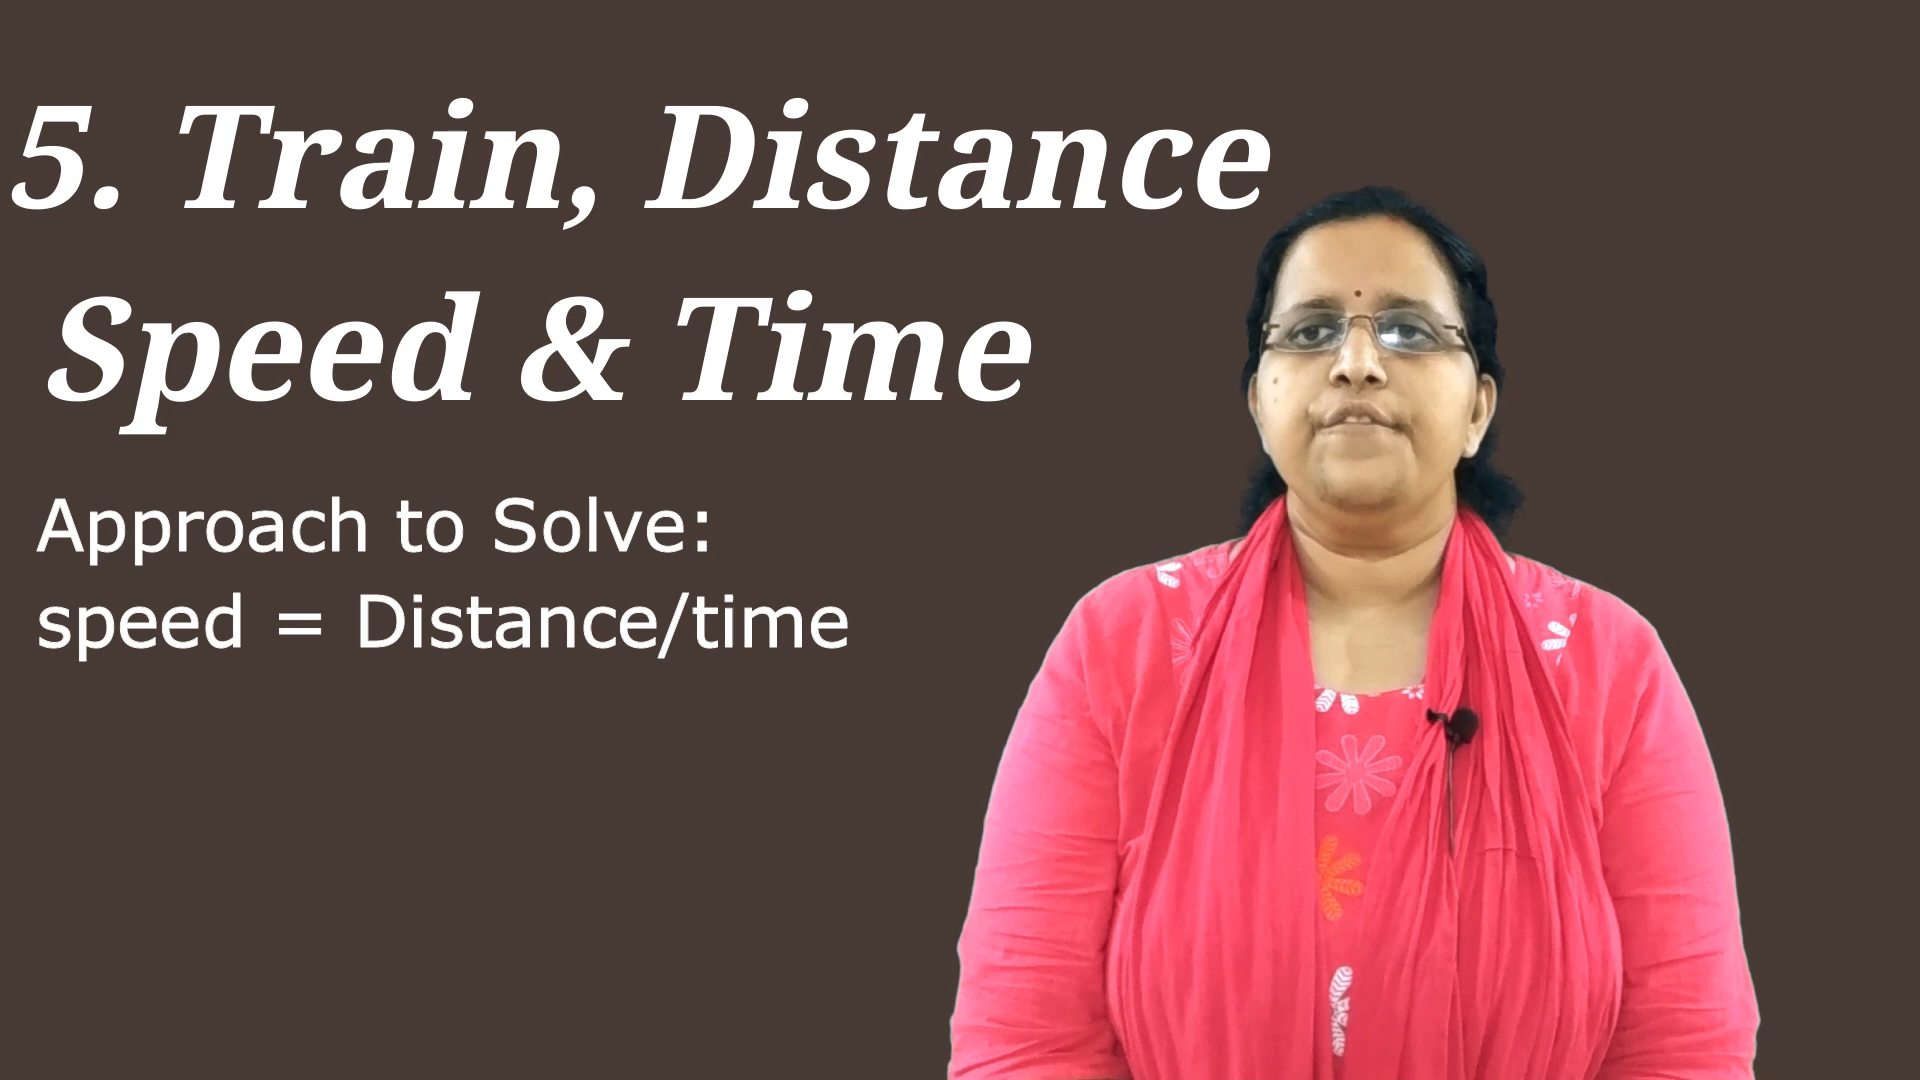 5. Train, Distance
Speed & Time
Approach to Solve:
speed = Distance/time